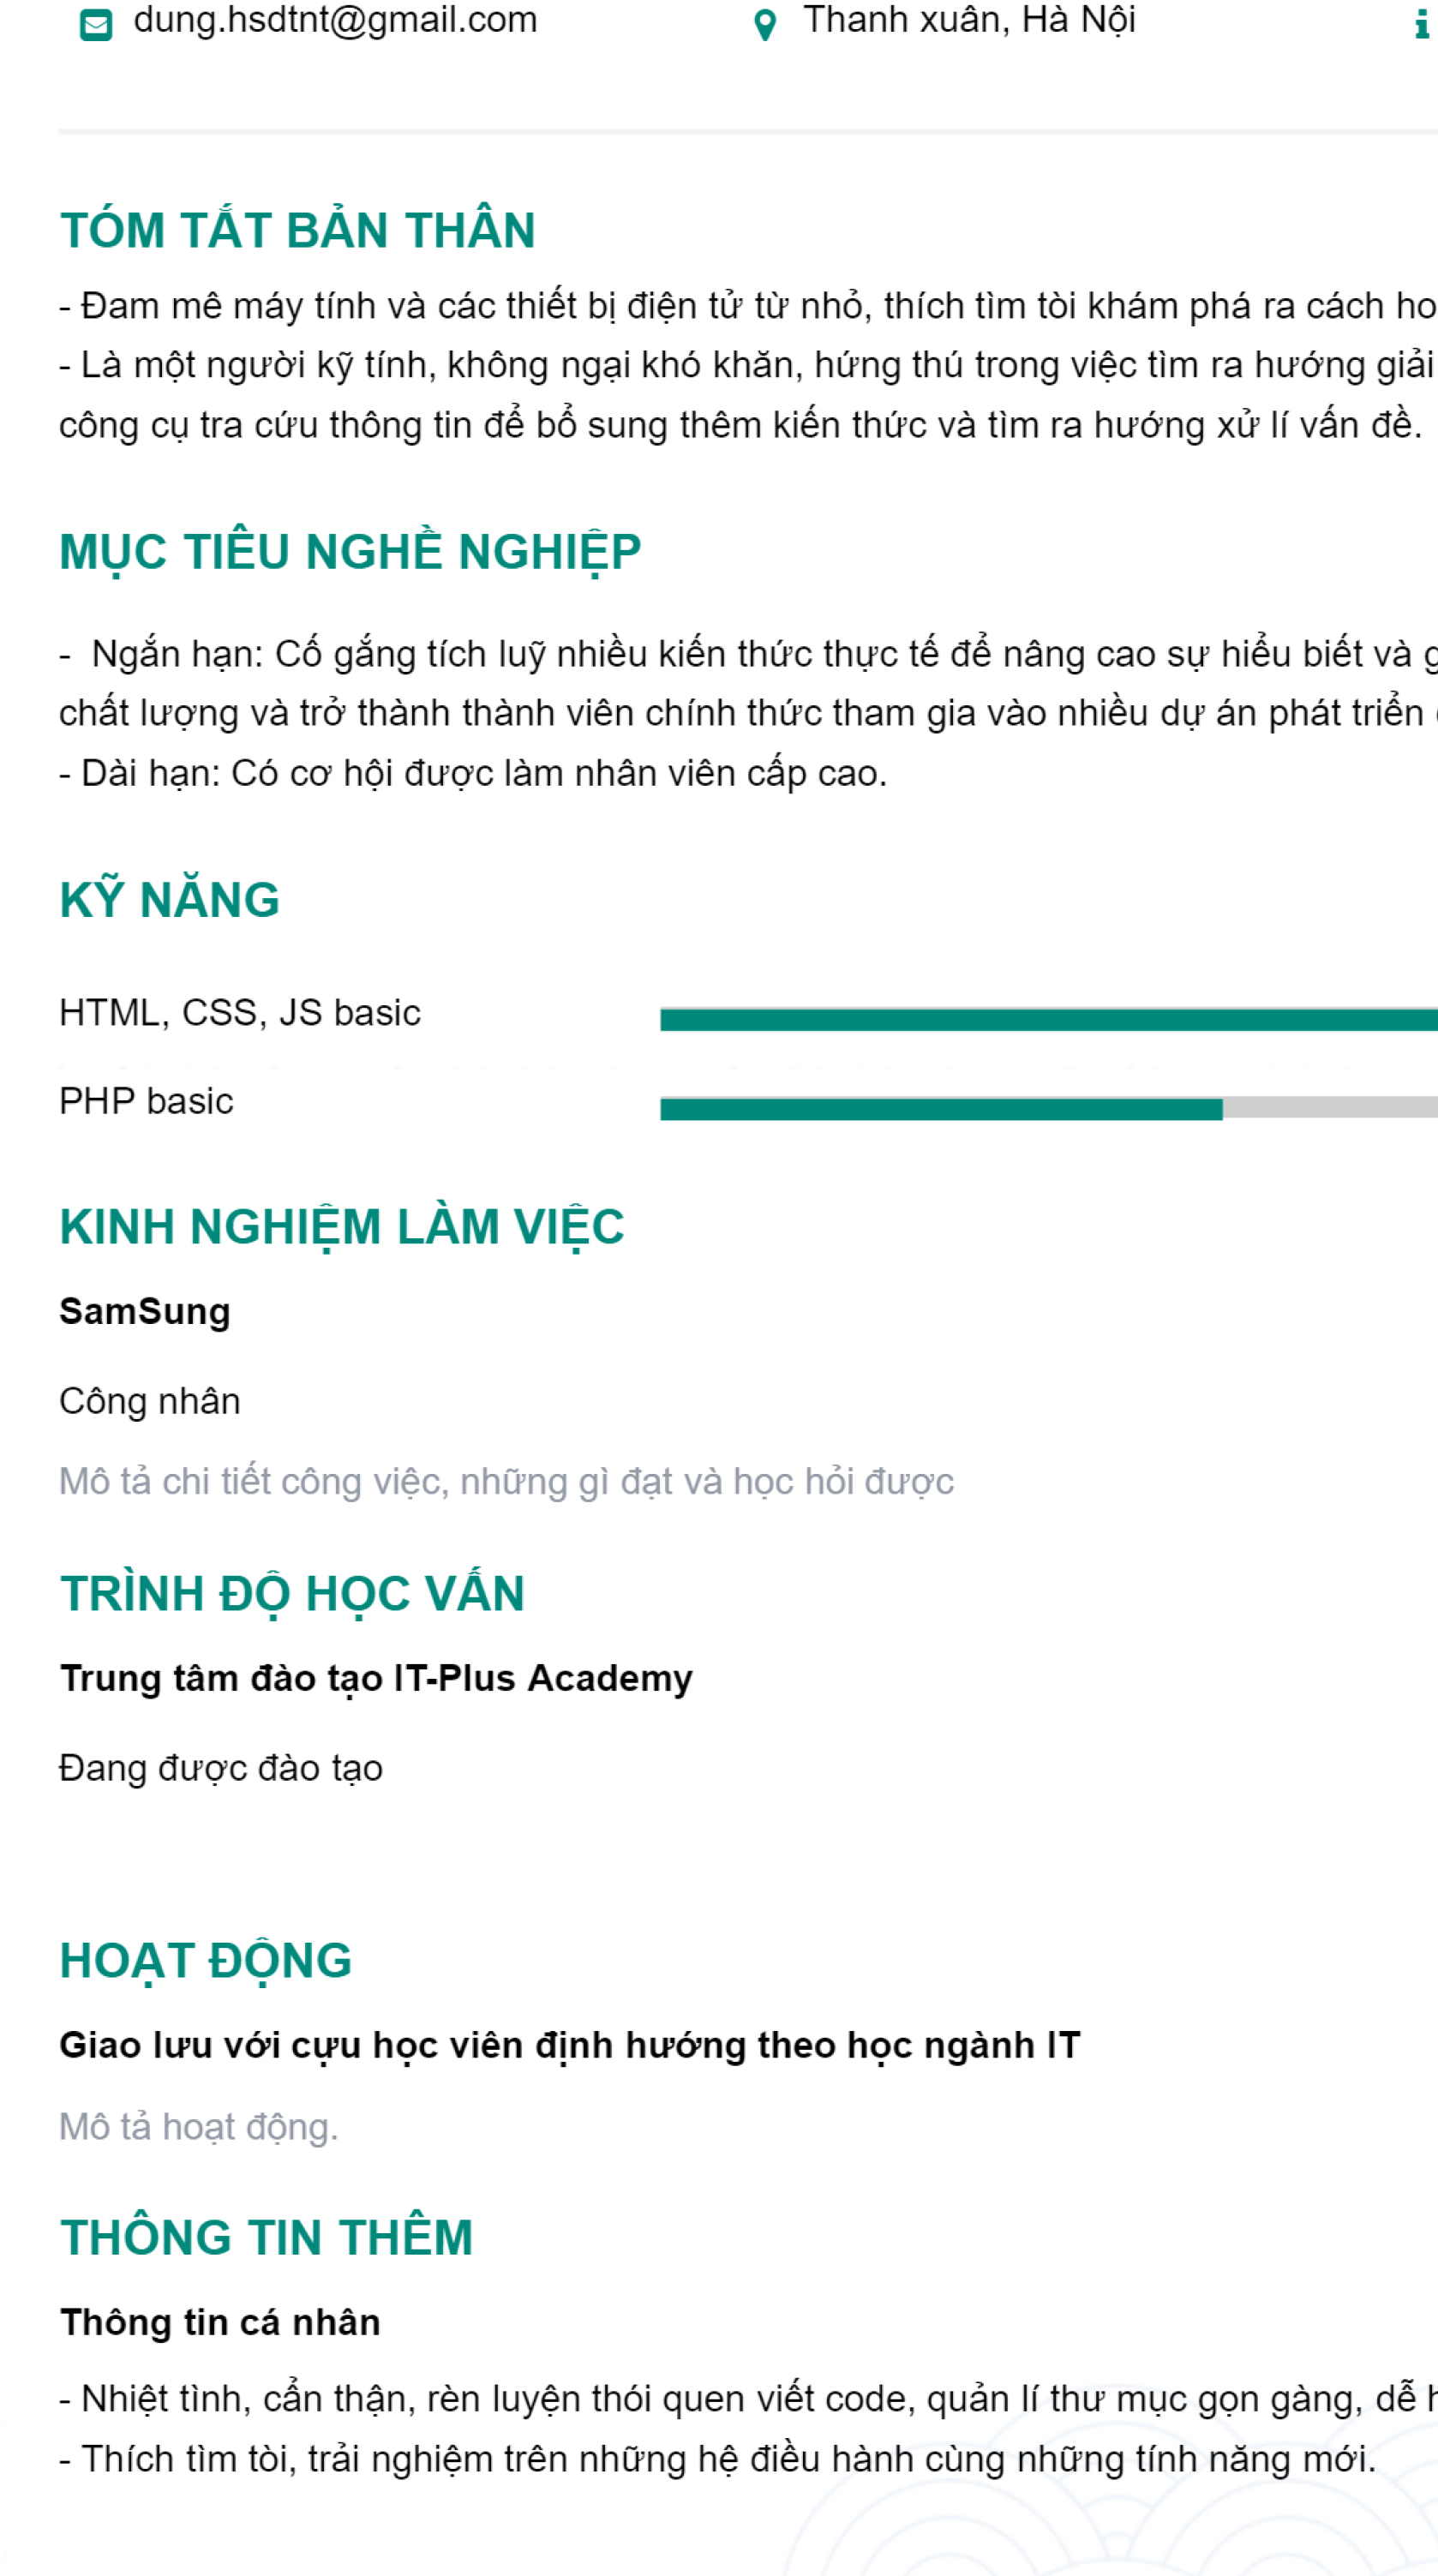 dung.hsdtnt@gmail.com Thanh xuân, Hà Nội
TÓM TẮT BẢN THÂN
- Đam mê máy tính và các thiết bị điện tử từ nhỏ, thích tìm tòi khám phá ra cách
- Là một người kỹ tính, không ngại khó khăn, hứng thú trong việc tìm ra hướng giải
công cụ tra cứu thông tin để bổ sung thêm kiến thức và tìm ra hướng xử lí vấn đề.
MỤC TIÊU NGHỀ NGHIỆP
- Ngắn hạn: Cố gắng tích luỹ nhiều kiến thức thực tế để nâng cao sự hiểu biết và
chất lượng và trở thành thành viên chính thức tham gia vào nhiều dự án phát triển
- Dài hạn: Có cơ hội được làm nhân viên cấp cao.
KỸ NĂNG
HTML, CSS, JS basic
PHP basic
KINH NGHIỆM LÀM VIỆC
SamSung
Công nhân
Mô tả chi tiết công việc, những gì đạt và học hỏi được
TRÌNH ĐỘ HỌC VẤN
Trung tâm đào tạo IT-Plus Academy
Đang được đào tạo
HOẠT ĐỘNG
Giao lưu với cựu học viên định hướng theo học ngành IT
Mô tả hoạt động.
THÔNG TIN THÊM
Thông tin cá nhân
- Nhiệt tình, cẩn thận, rèn luyện thói quen viết code, quản lí thư mục gọn gàng, dễ
- Thích tìm tòi, trải nghiệm trên những hệ điều hành cùng những tính năng mới.